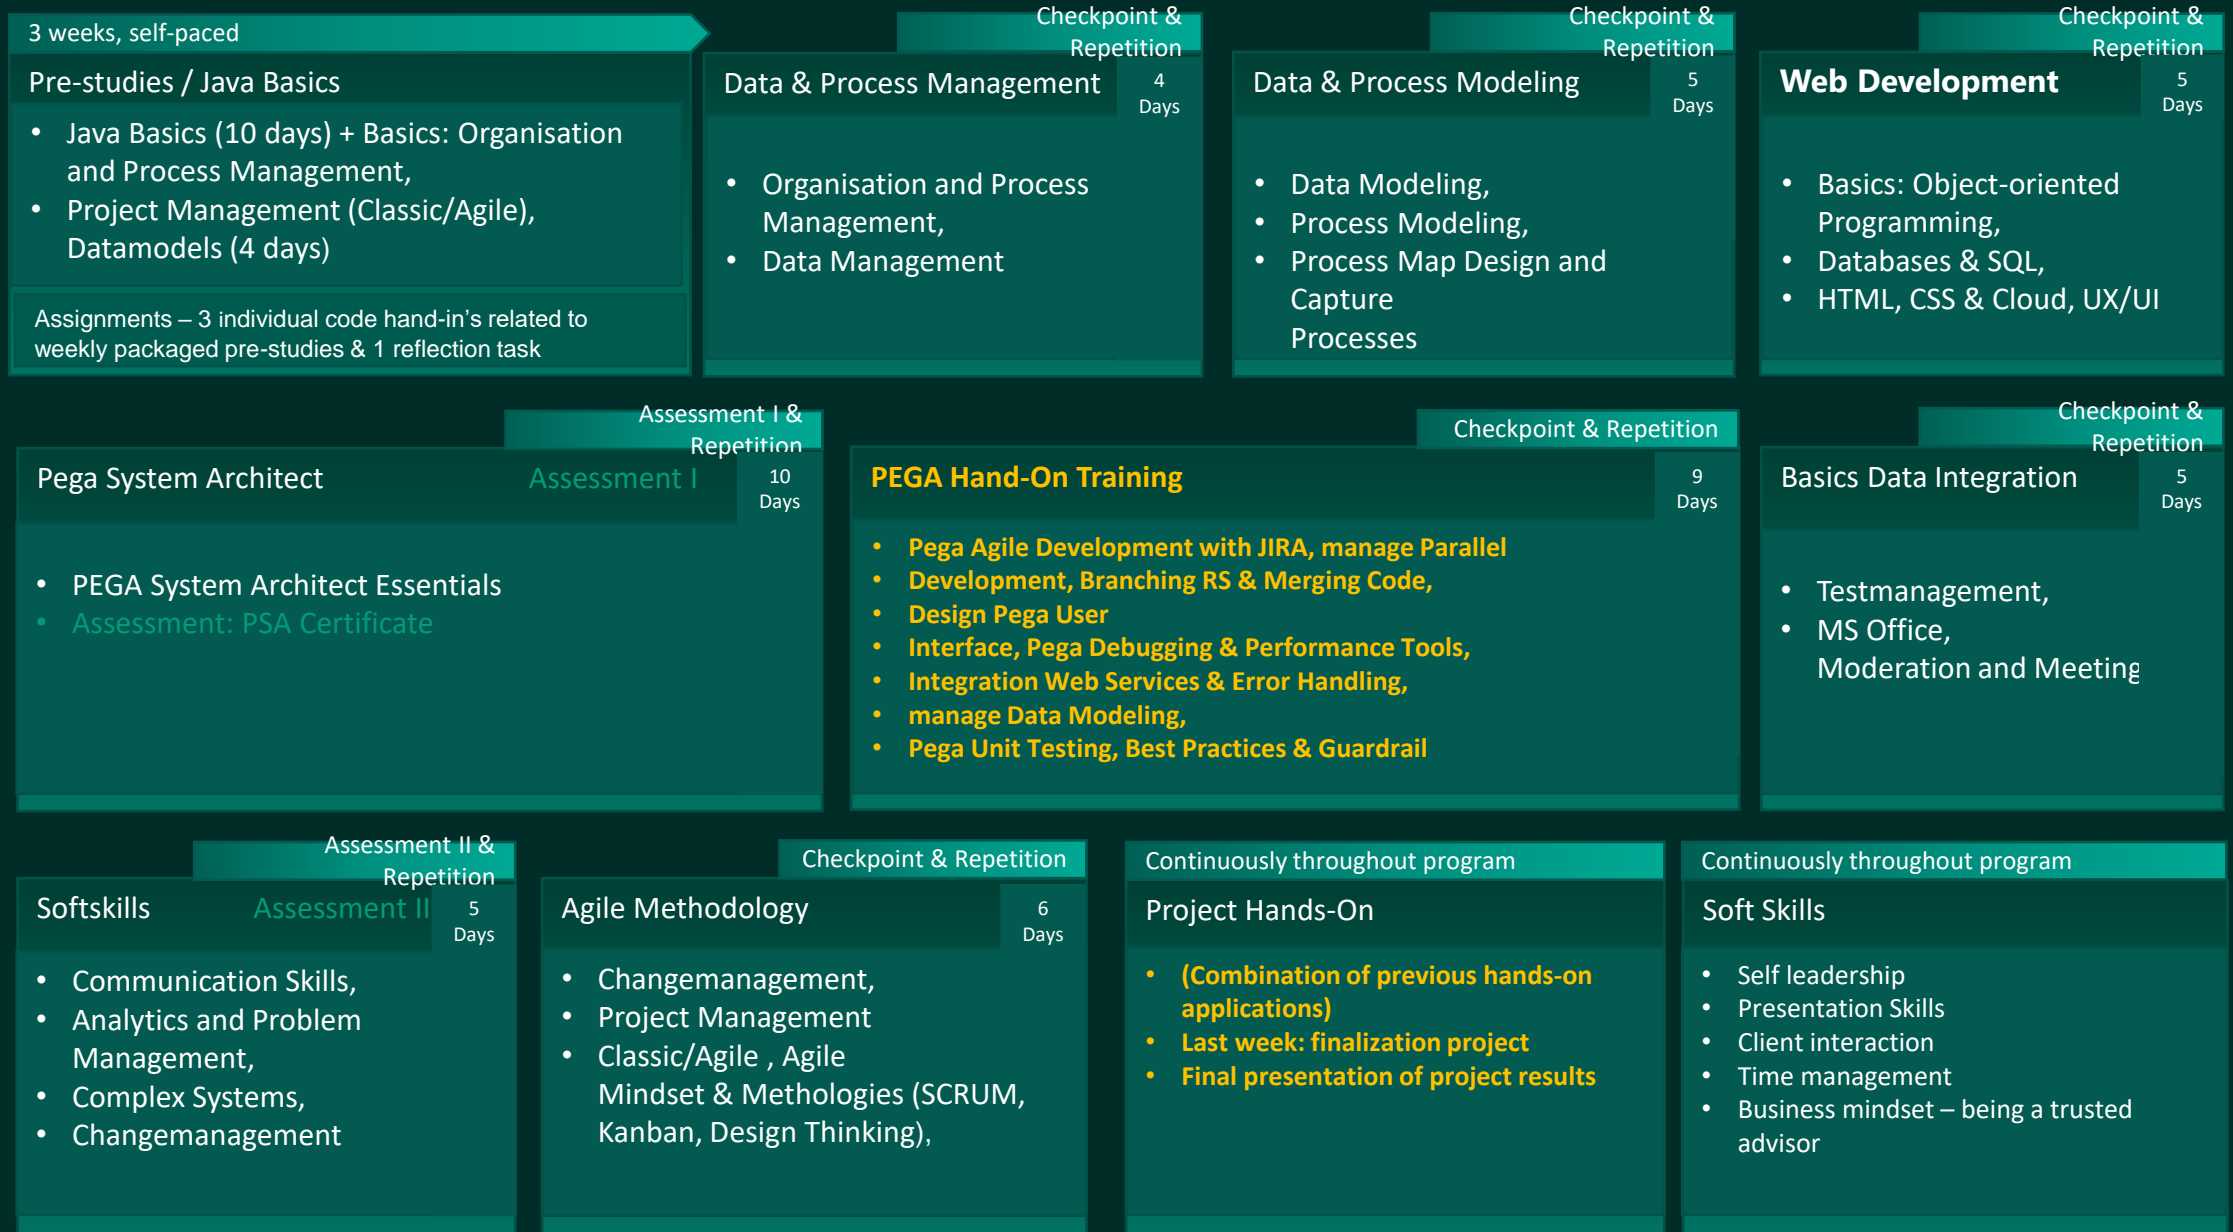 3 weeks, self-paced
Pre-studies / Java Basics
• Java Basics (10 days) + Basics: Organisation
and Process Management,
• Project Management (Classic/Agile),
Datamodels (4 days)
Assignments – 3 individual code hand-in's related to
weekly packaged pre-studies & 1 reflection task
Checkpoint &
Repetition
Data & Process Management
4
Days
• Organisation and Process
Management,
• Data Management
Checkpoint &
Repetition
Data & Process Modeling
5
Days
• Data Modeling,
• Process Modeling,
• Process Map Design and
Capture
Processes
Checkpoint &
Repetition
Web Development
5
Days
• Basics: Object-oriented
Programming,
• Databases & SQL,
• HTML, CSS & Cloud, UX/UI
Assessment I &
Repetition
Pega System Architect
Assessment I
10
Days
• PEGA System Architect Essentials
• Assessment: PSA Certificate
Checkpoint & Repetition
PEGA Hand-On Training
9
Days
• Pega Agile Development with JIRA, manage Parallel
• Development, Branching RS & Merging Code,
• Design Pega User
• Interface, Pega Debugging & Performance Tools,
• Integration Web Services & Error Handling,
• manage Data Modeling,
• Pega Unit Testing, Best Practices & Guardrail
Checkpoint &
Repetition
Basics Data Integration
5
Days
• Testmanagement,
• MS Office,
Moderation and Meeting
Assessment II &
Repetition
Softskills
Assessment II
5
Days
• Communication Skills,
• Analytics and Problem
Management,
• Complex Systems,
• Changemanagement
Checkpoint & Repetition
Agile Methodology
6
Days
• Changemanagement,
• Project Management
• Classic/Agile , Agile
Mindset & Methologies (SCRUM,
Kanban, Design Thinking),
Continuously throughout program
Project Hands-On
• (Combination of previous hands-on
applications)
• Last week: finalization project
• Final presentation of project results
Continuously throughout program
Soft Skills
• Self leadership
• Presentation Skills
• Client interaction
• Time management
• Business mindset – being a trusted
advisor